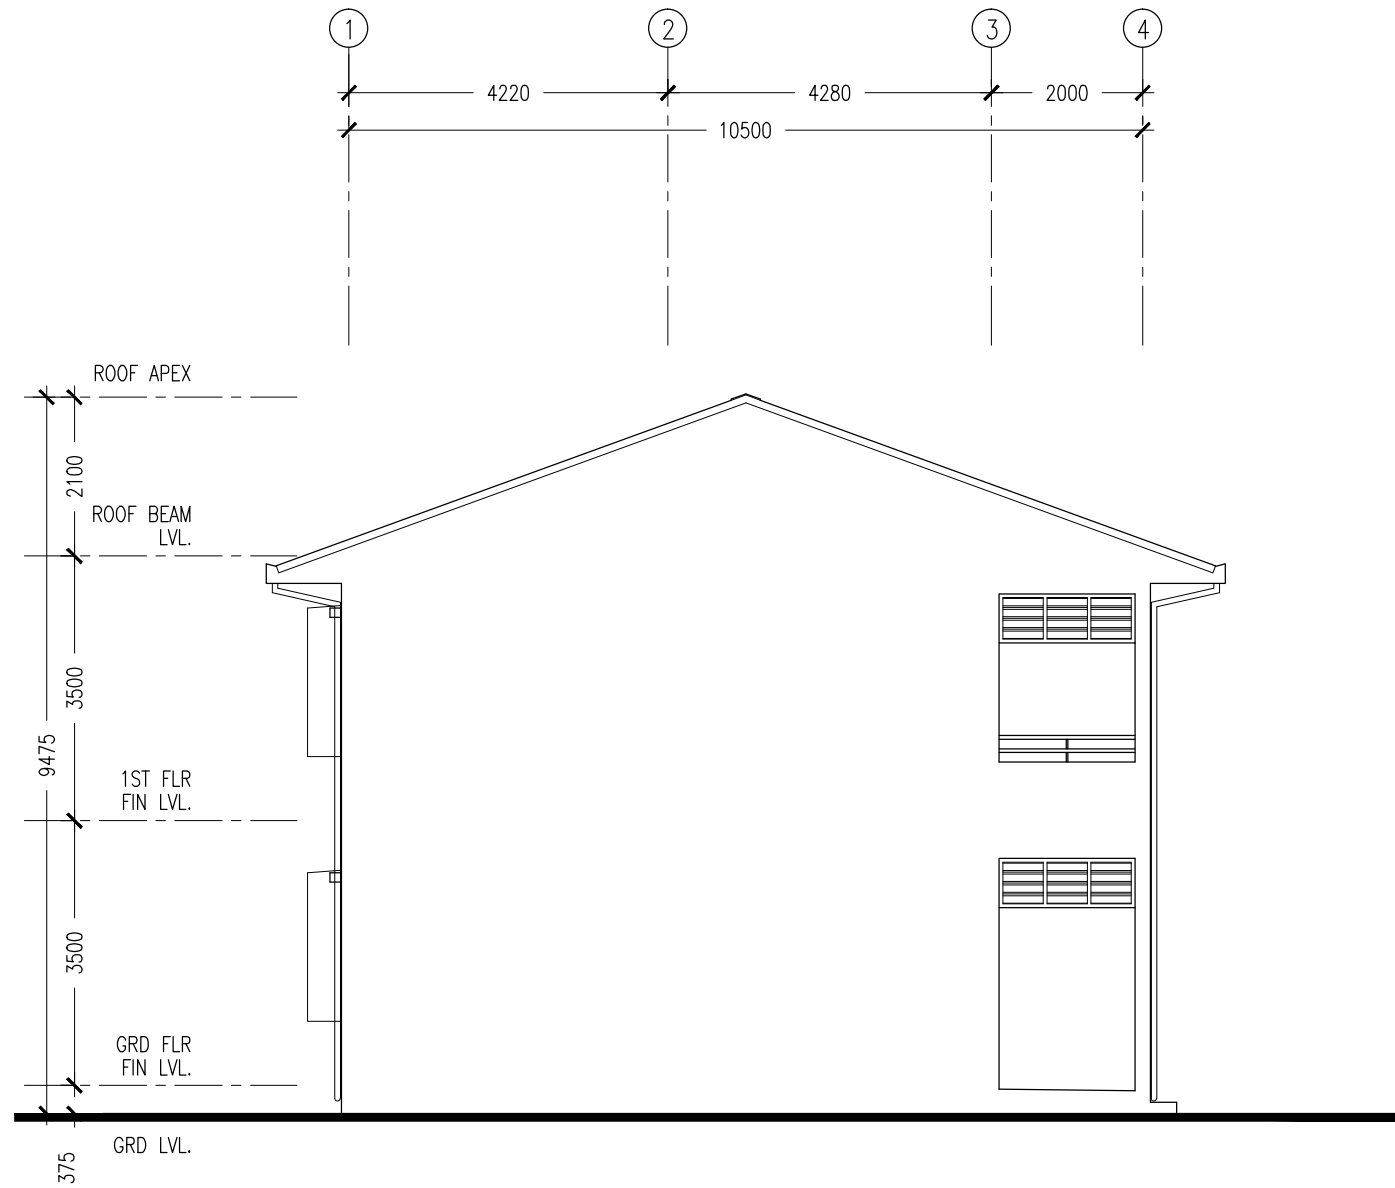 1 2 3 4
4220 4280 2000
10500
ROOF APEX
2100
ROOF BEAM
LVL.
3500
9475
1ST FLR
FIN LVL.
3500
GRD FLR
FIN LVL.
GRD LVL.
375